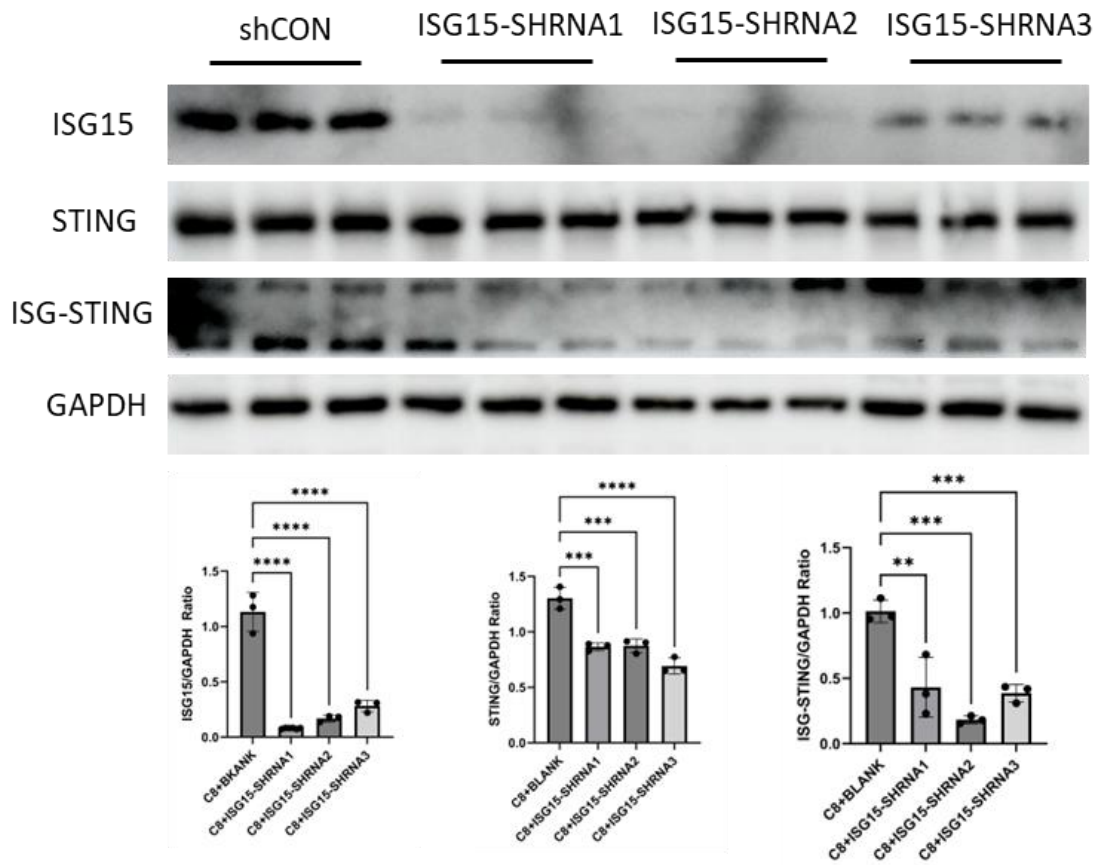 shCON ISG15-SHRNA1 ISG15-SHRNA2 ISG15-SHRNA3
ISG15
STING
ISG-STING
GAPDH
****
****
****
1.5
1.0
0.5
0.0
ISG15/GAPDH Ratio
C8+BKANK
C8+ISG15-SHRNA1
C8+ISG15-SHRNA2
C8+ISG15-SHRNA3
****
***
***
1.5
1.0
0.5
0.0
STING/GAPDH Ratio
C8+BLANK
C8+ISG15-SHRNA1
C8+ISG15-SHRNA2
C8+ISG15-SHRNA3
***
***
**
1.5
1.0
0.5
0.0
ISG-STING/GAPDH Ratio
C8+BLANK
C8+ISG15-SHRNA1
C8+ISG15-SHRNA2
C8+ISG15-SHRNA3